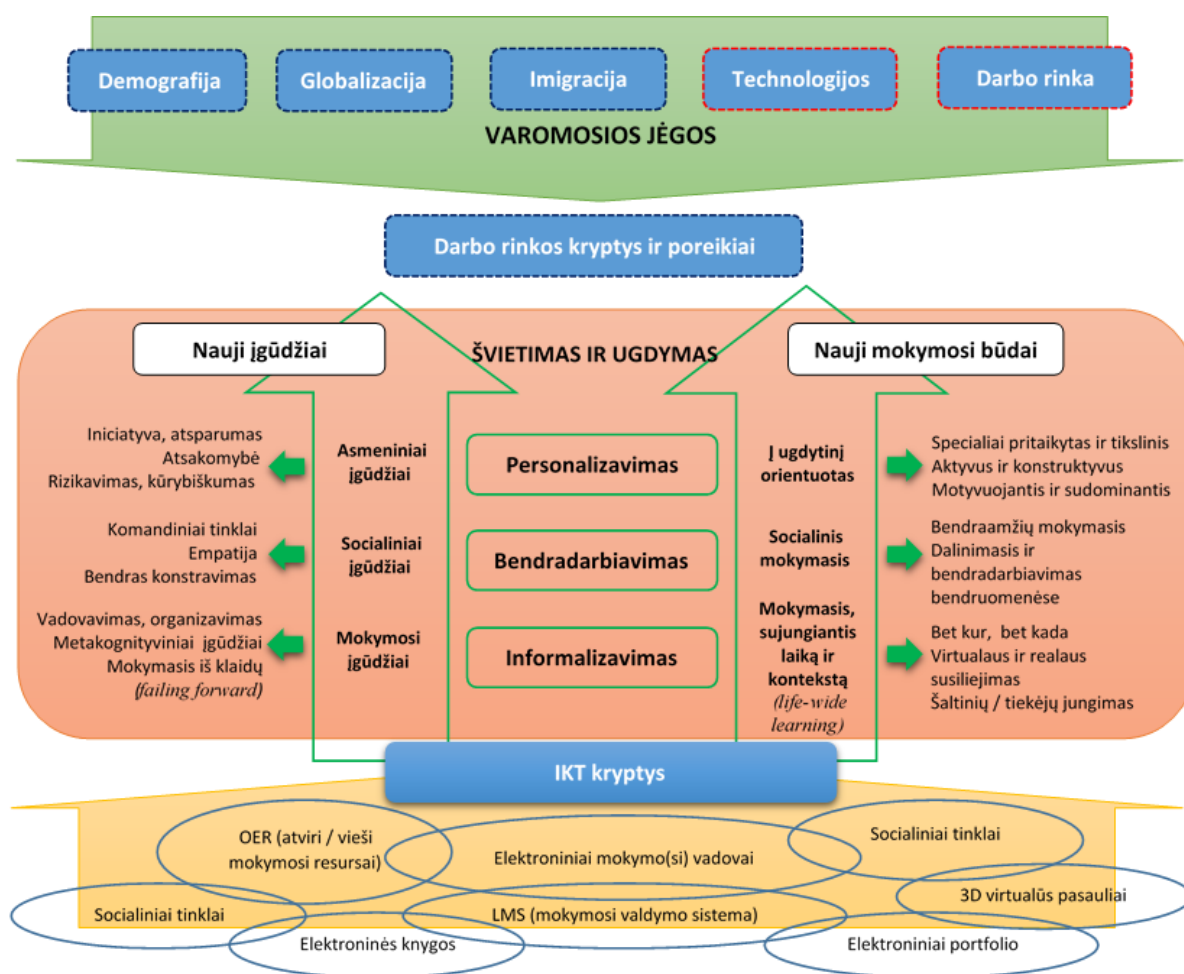 Demografija
Globalizacija
Imigracija
Technologijos
Darbo rinka
VAROMOSIOS JĖGOS
Darbo rinkos kryptys ir poreikiai
Nauji įgūdžiai
ŠVIETIMAS IR UGDYMAS
Nauji mokymosi būdai
Iniciatyva, atsparumas
Atsakomybė
Rizikavimas, kūrybiškumas
Asmeniniai
įgūdžiai
Personalizavimas
Į ugdytinį
orientuotas
Specialiai pritaikytas ir tikslinis
Aktyvus ir konstruktyvus
Motyvuojantis ir sudominantis
Komandiniai tinklai
Empatija
Bendras konstravimas
Socialiniai
įgūdžiai
Bendradarbiavimas
Socialinis
mokymasis
Bendraamžių mokymasis
Dalinimasis ir
bendradarbiavimas
bendruomenėse
Vadovavimas, organizavimas
Metakognityviniai įgūdžiai
Mokymasis iš klaidų
(failing forward)
Mokymosi
įgūdžiai
Informalizavimas
Mokymasis,
sujungiantis
laiką ir
kontekstą
(life-wide
learning)
Bet kur, bet kada
Virtualaus ir realaus
susiliejimas
Šaltinių / tiekėjų jungimas
IKT kryptys
OER (atviri / vieši
mokymosi resursai)
Elektroniniai mokymo(si) vadovai
Socialiniai tinklai
3D virtualūs pasauliai
Socialiniai tinklai
LMS (mokymosi valdymo sistema)
Elektroninės knygos
Elektroniniai portfolio